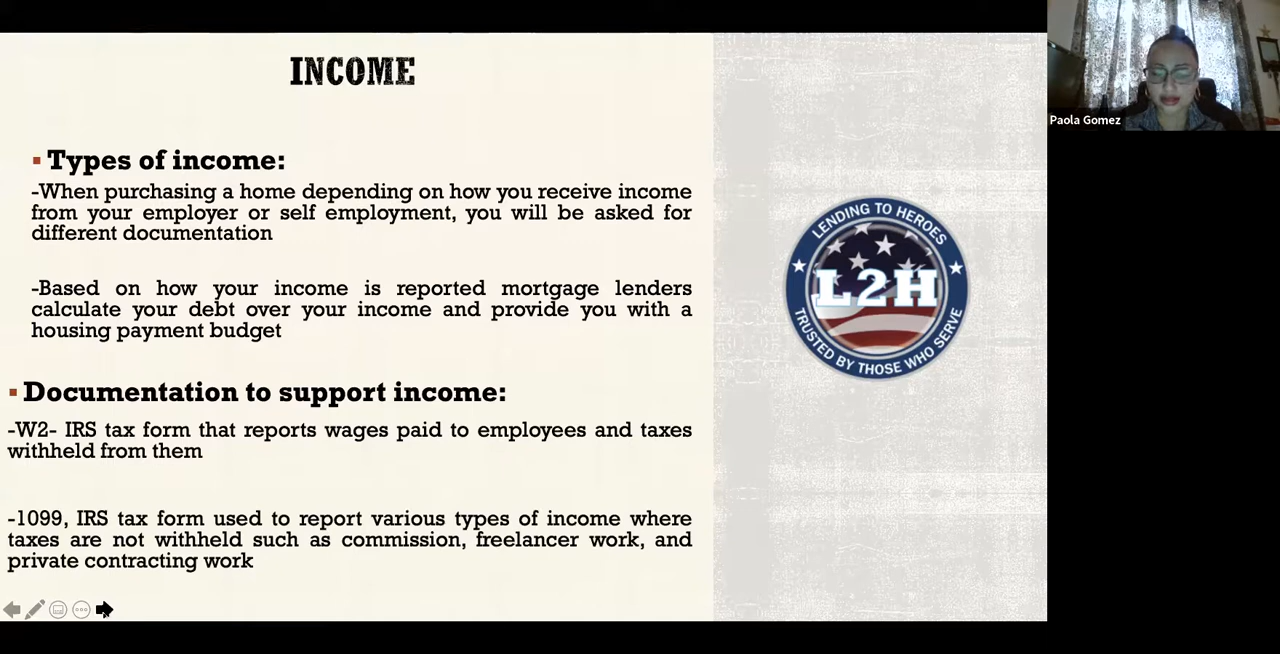 INCOME
Types of income:
-When purchasing a home depending on how you receive income
from your employer or self employment, you will be asked for
different documentation
-Based on how your income is reported mortgage lenders
calculate your debt over your income and provide you with a
housing payment budget
Documentation to support income:
-W2- IRS tax form that reports wages paid to employees and taxes
withheld from them
-1099, IRS tax form used to report various types of income where
taxes are not withheld such as commission, freelancer work, and
private contracting work
LENDING TO HEROES
L2H
TRUSTED BY THOSE WHO SERVE
Paola Gomez